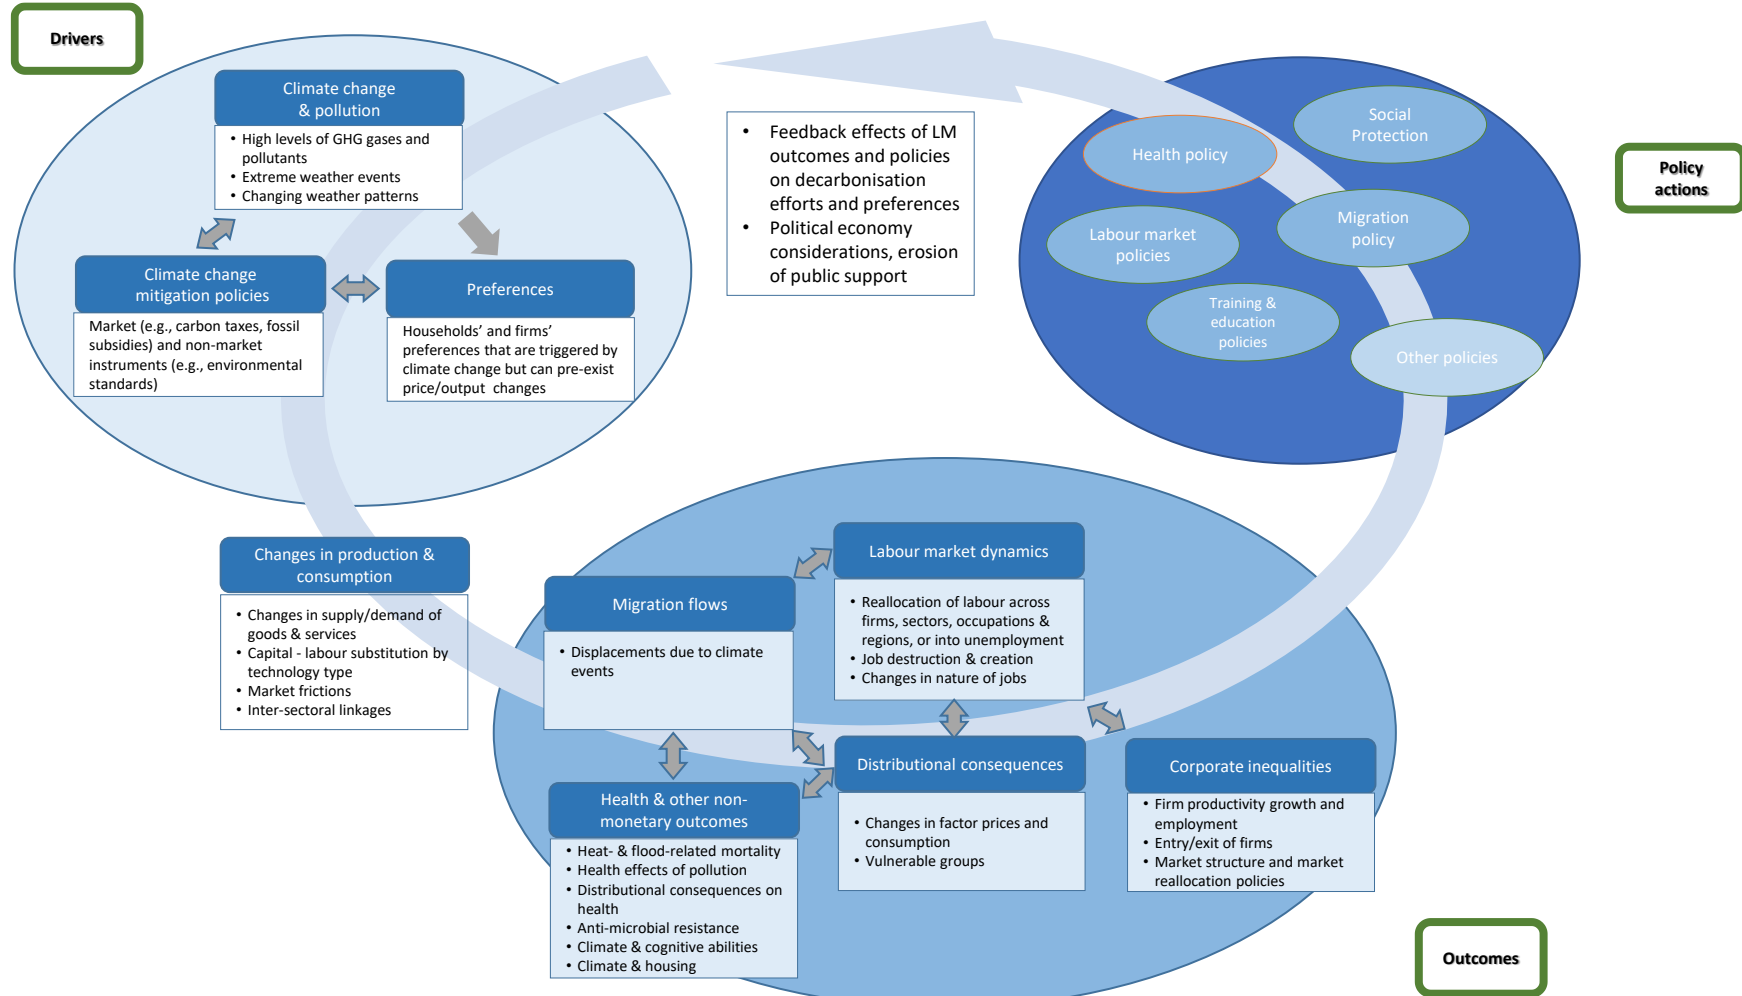 Drivers
Climate change
& pollution
• High levels of GHG gases and
pollutants
• Extreme weather events
• Changing weather patterns
Climate change
mitigation policies
Market (e.g., carbon taxes, fossil
subsidies) and non-market
instruments (e.g., environmental
standards)
Preferences
Households’ and firms’
preferences that are triggered by
climate change but can pre-exist
price/output changes
• Feedback effects of LM
outcomes and policies
on decarbonisation
efforts and preferences
• Political economy
considerations, erosion
of public support
Policy
actions
Social
Protection
Health policy
Migration
policy
Labour market
policies
Training &
education
policies
Other policies
Changes in production &
consumption
• Changes in supply/demand of
goods & services
• Capital - labour substitution by
technology type
• Market frictions
• Inter-sectoral linkages
Migration flows
• Displacements due to climate
events
Labour market dynamics
• Reallocation of labour across
firms, sectors, occupations &
regions, or into unemployment
• Job destruction & creation
• Changes in nature of jobs
Health & other non-
monetary outcomes
• Heat- & flood-related mortality
• Health effects of pollution
• Distributional consequences on
health
• Anti-microbial resistance
• Climate & cognitive abilities
• Climate & housing
Distributional consequences
• Changes in factor prices and
consumption
• Vulnerable groups
Corporate inequalities
• Firm productivity growth and
employment
• Entry/exit of firms
• Market structure and market
reallocation policies
Outcomes